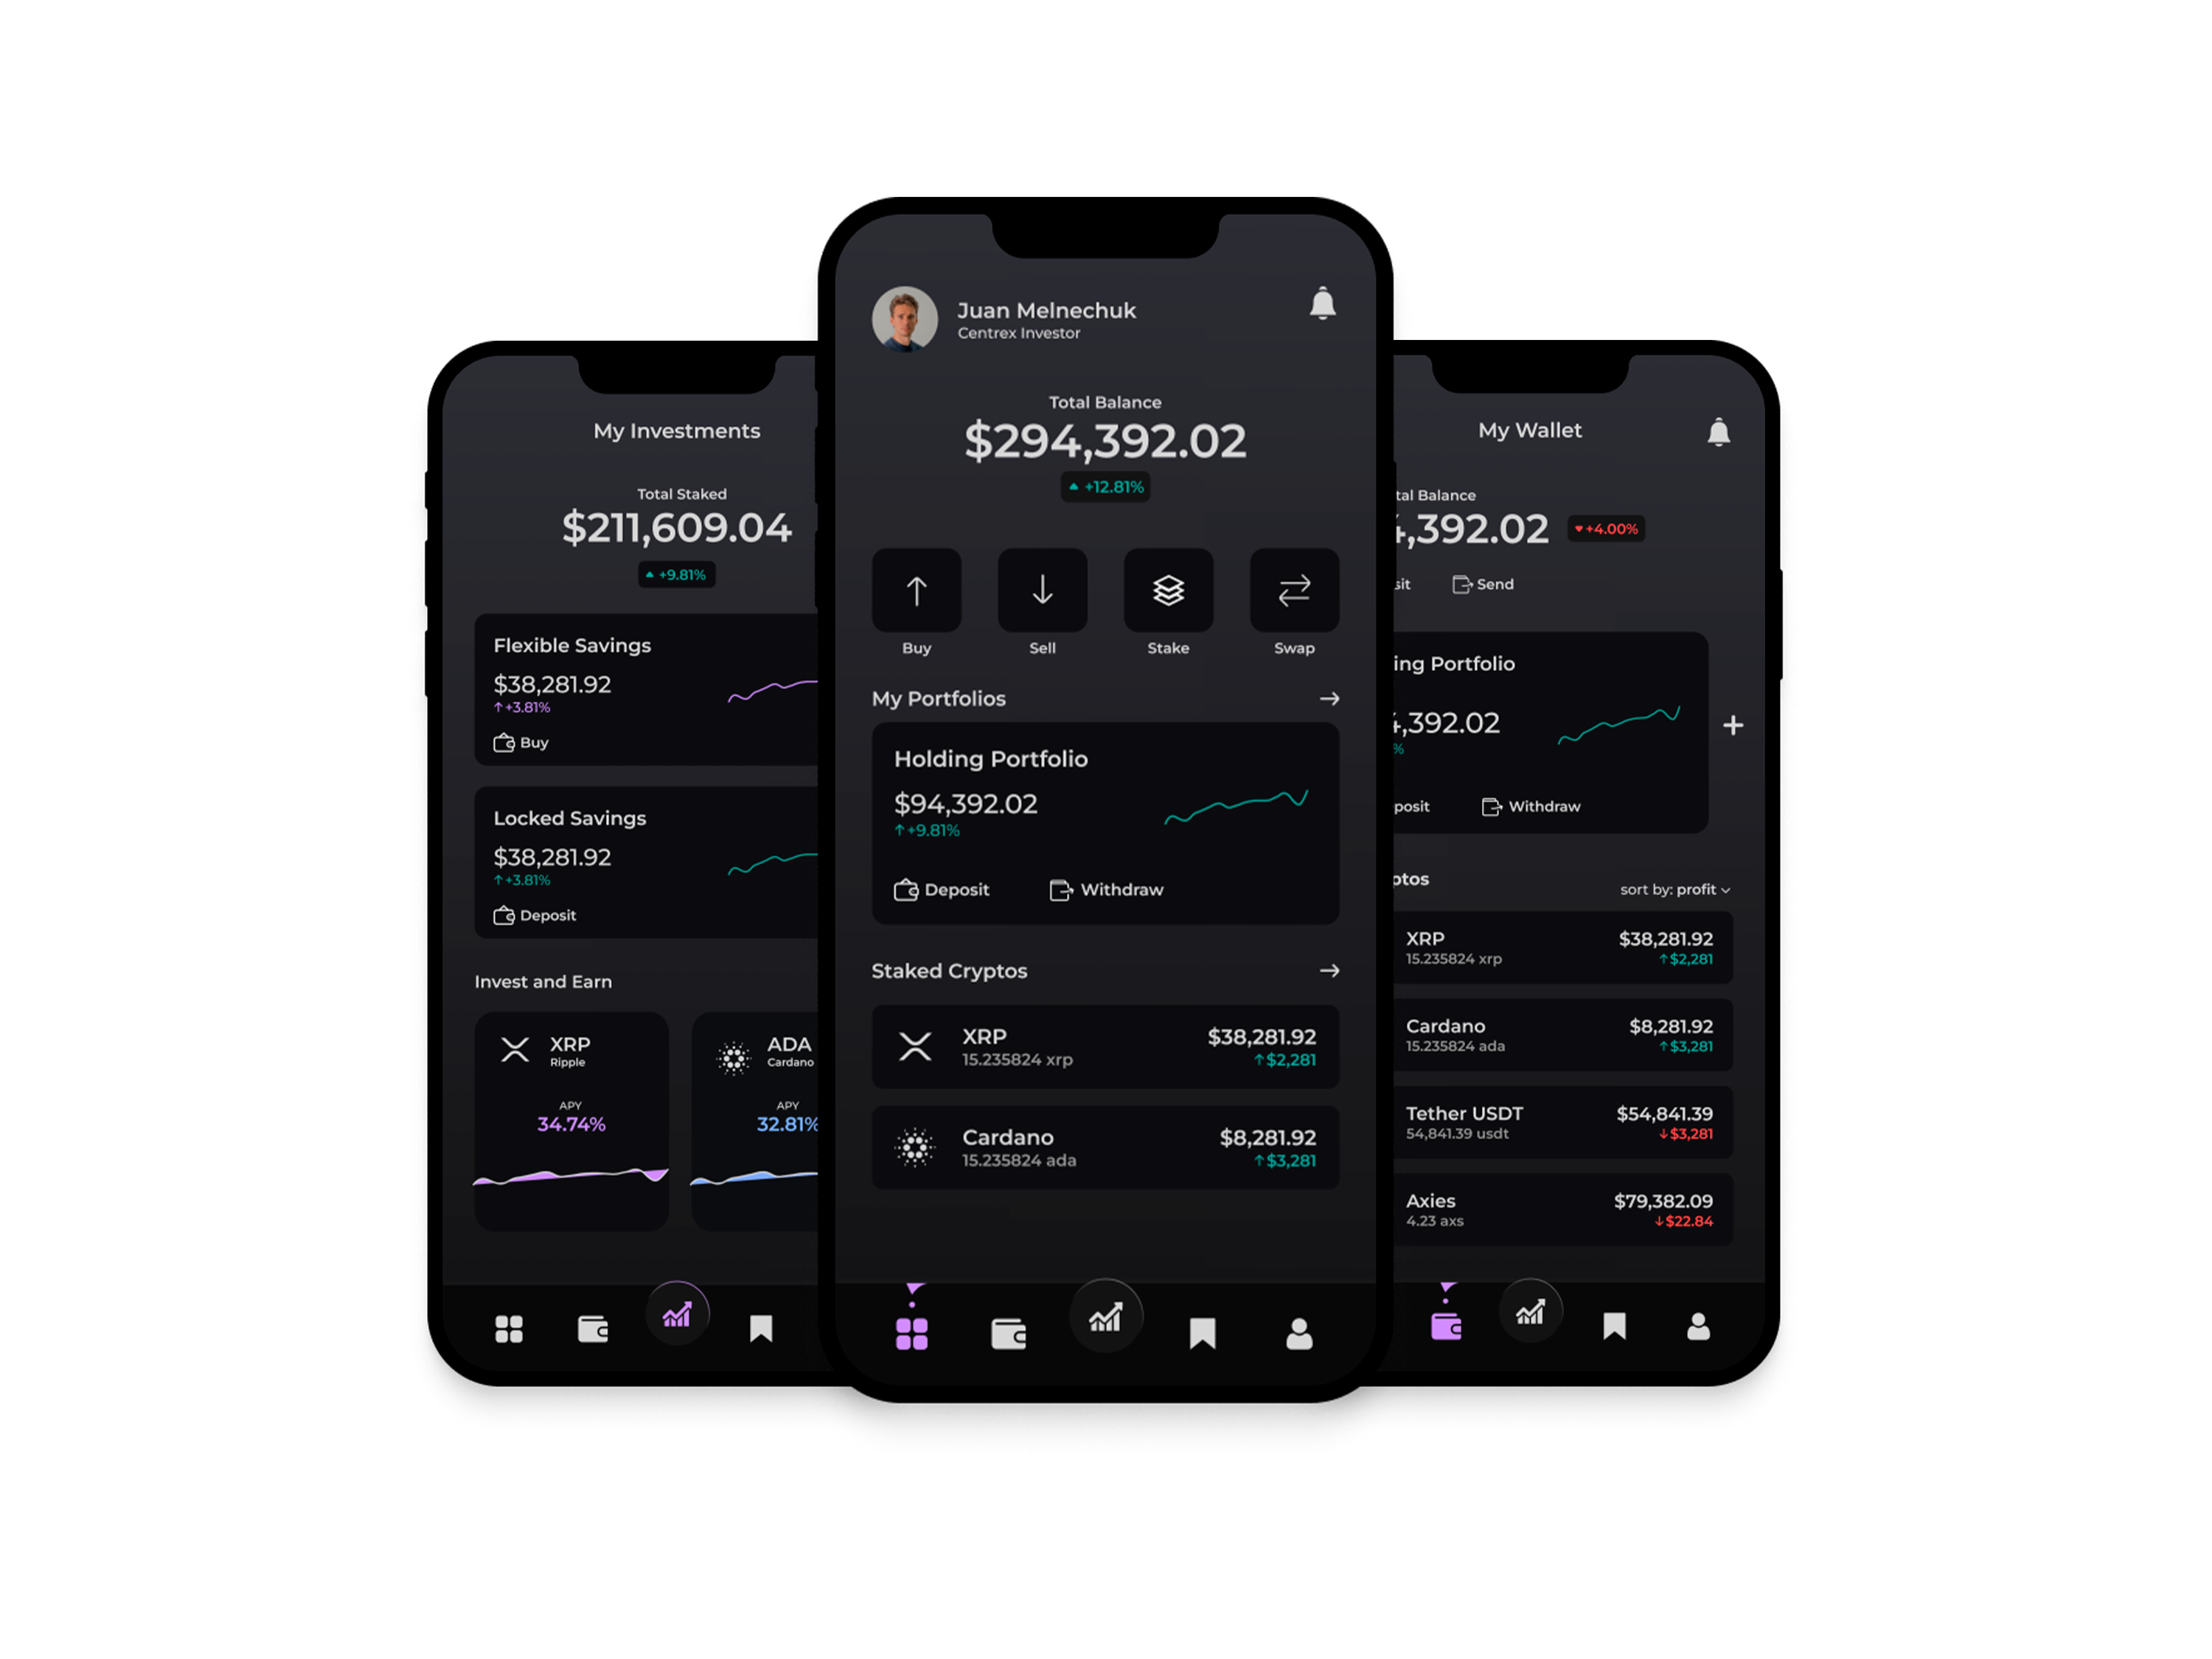 My Investments
Total Staked
$211,609.04
+9.81%
Flexible Savings
$38,281.92
+3.81%
Buy
Locked Savings
$38,281.92
+3.81%
Deposit
Invest and Earn
XRP
Ripple
APY
34.74%
ADA
Cardano
APY
32.81%
Juan Melnechuk
Centrex Investor
Total Balance
$294,392.02
+12.81%
Buy Sell Stake Swap
My Portfolios
Holding Portfolio
$94,392.02
+9.81%
Deposit Withdraw
Staked Cryptos
XRP $38,281.92
15.235824 xrp $2,281
Cardano $8,281.92
15.235824 ada $3,281
My Wallet
tal Balance
4,392.02 +4.00%
sit Send
ing Portfolio
4,392.02
%
posit Withdraw
ptos
sort by: profit
XRP $38,281.92
15.235824 xrp $2,281
Cardano $8,281.92
15.235824 ada $3,281
Tether USDT $54,841.39
54,841.39 usdt $3,281
Axies $79,382.09
4.23 axs $22.84